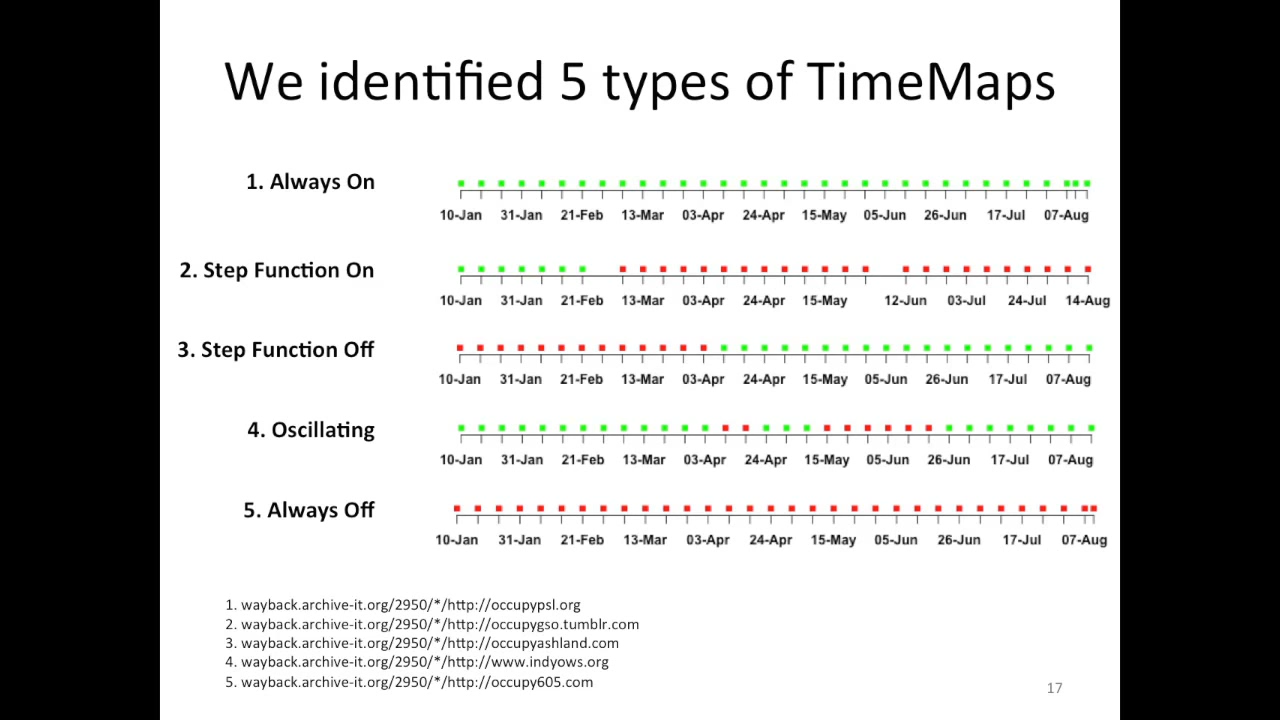 We identified 5 types of TimeMaps
1. Always On
10-Jan 31-Jan 21-Feb 13-Mar 03-Apr 24-Apr 15-May 05-Jun 26-Jun 17-Jul 07-Aug
2. Step Function On
10-Jan 31-Jan 21-Feb 13-Mar 03-Apr 24-Apr 15-May 12-Jun 03-Jul 24-Jul 14-Aug
3. Step Function Off
10-Jan 31-Jan 21-Feb 13-Mar 03-Apr 24-Apr 15-May 05-Jun 26-Jun 17-Jul 07-Aug
4. Oscillating
10-Jan 31-Jan 21-Feb 13-Mar 03-Apr 24-Apr 15-May 05-Jun 26-Jun 17-Jul 07-Aug
5. Always Off
10-Jan 31-Jan 21-Feb 13-Mar 03-Apr 24-Apr 15-May 05-Jun 26-Jun 17-Jul 07-Aug
1. wayback.archive-it.org/2950/*/http://occupypsl.org
2. wayback.archive-it.org/2950/*/http://occupygso.tumblr.com
3. wayback.archive-it.org/2950/*/http://occupyashland.com
4. wayback.archive-it.org/2950/*/http://www.indyows.org
5. wayback.archive-it.org/2950/*/http://occupy605.com
17